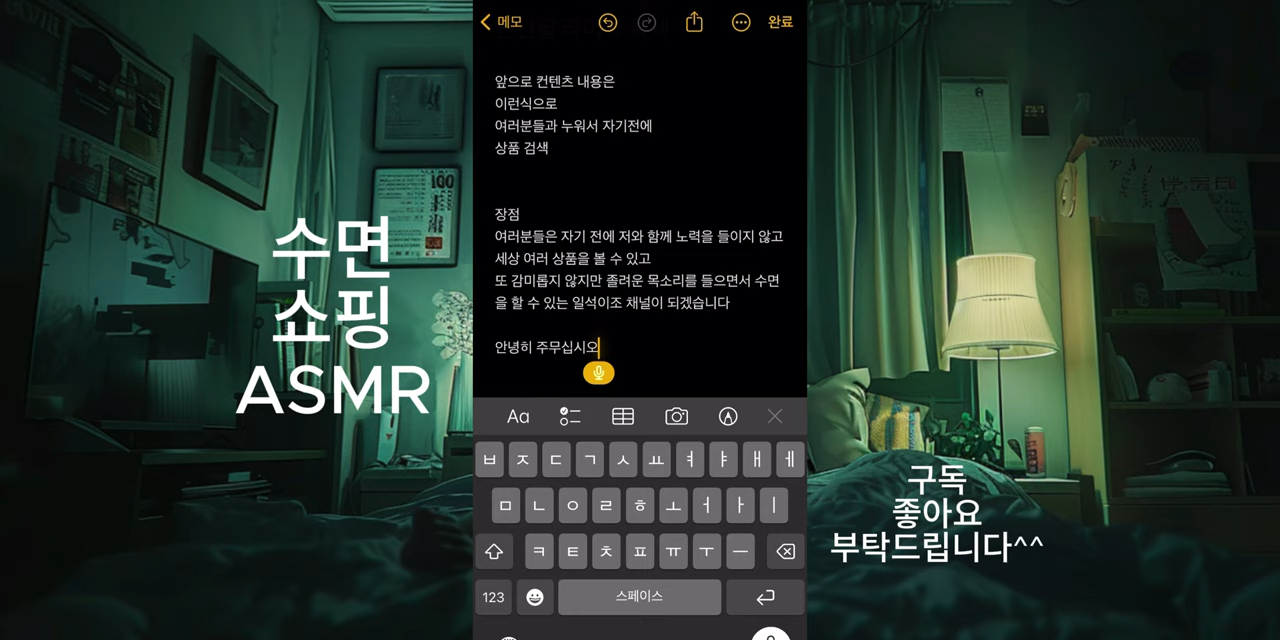 수면
쇼핑
ASMR
메모
완료
앞으로 컨텐츠 내용은
이런식으로
여러분들과 누워서 자기전에
상품 검색
장점
여러분들은 자기 전에 저와 함께 노력을 들이지 않고
세상 여러 상품을 볼 수 있고
또 감미롭지 않지만 졸려운 목소리를 들으면서 수면
을 할 수 있는 일석이조 채널이 되겠습니다
안녕히 주무십시오
Aa
ㅂ ㅈ ㄷ ㄱ ㅅ ㅛ ㅕ ㅑ ㅐ ㅔ
ㅁ ㄴ ㅇ ㄹ ㅎ ㅗ ㅓ ㅏ ㅣ
ㅋ ㅌ ㅊ ㅍ ㅠ ㅜ ㅡ
123
스페이스
100
구독
좋아요
부탁드립니다^^